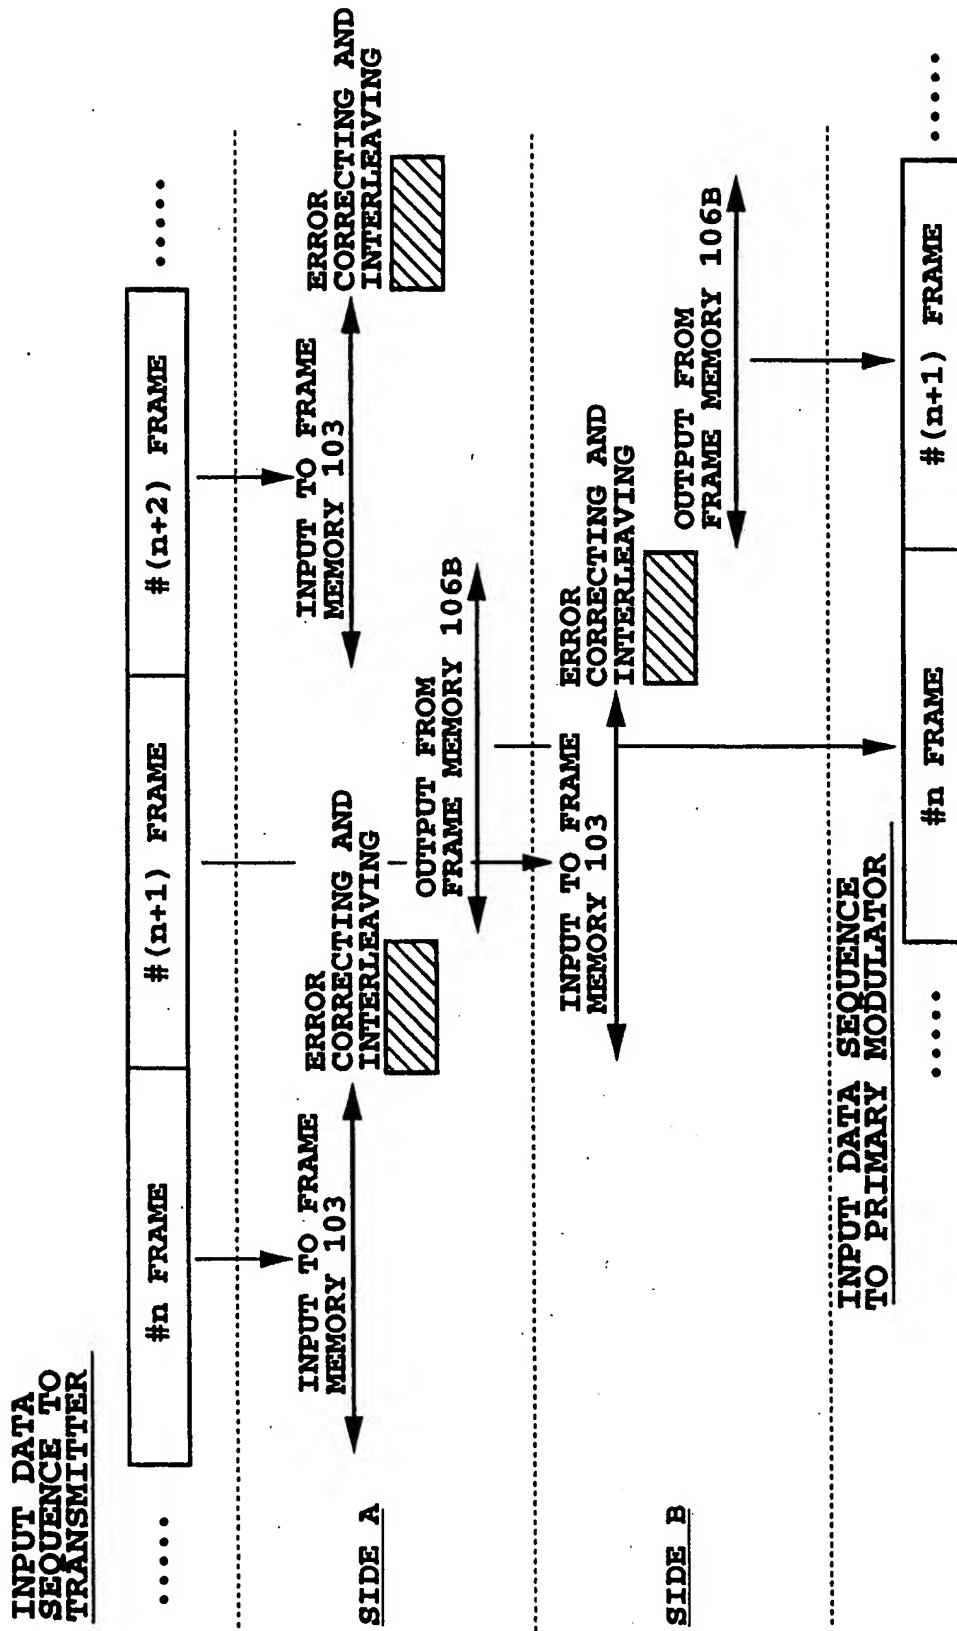 INPUT DATA
SEQUENCE TO
TRANSMITTER
.....
#n FRAME
#(n+1) FRAME
#(n+2) FRAME
.....
SIDE A
INPUT TO FRAME
MEMORY 103
ERROR
CORRECTING AND
INTERLEAVING
OUTPUT FROM
FRAME MEMORY 106B
INPUT TO FRAME
MEMORY 103
ERROR
CORRECTING AND
INTERLEAVING
SIDE B
INPUT TO FRAME
MEMORY 103
ERROR
CORRECTING AND
INTERLEAVING
OUTPUT FROM
FRAME MEMORY 106B
INPUT DATA SEQUENCE
TO PRIMARY MODULATOR
.....
#n FRAME
#(n+1) FRAME
.....